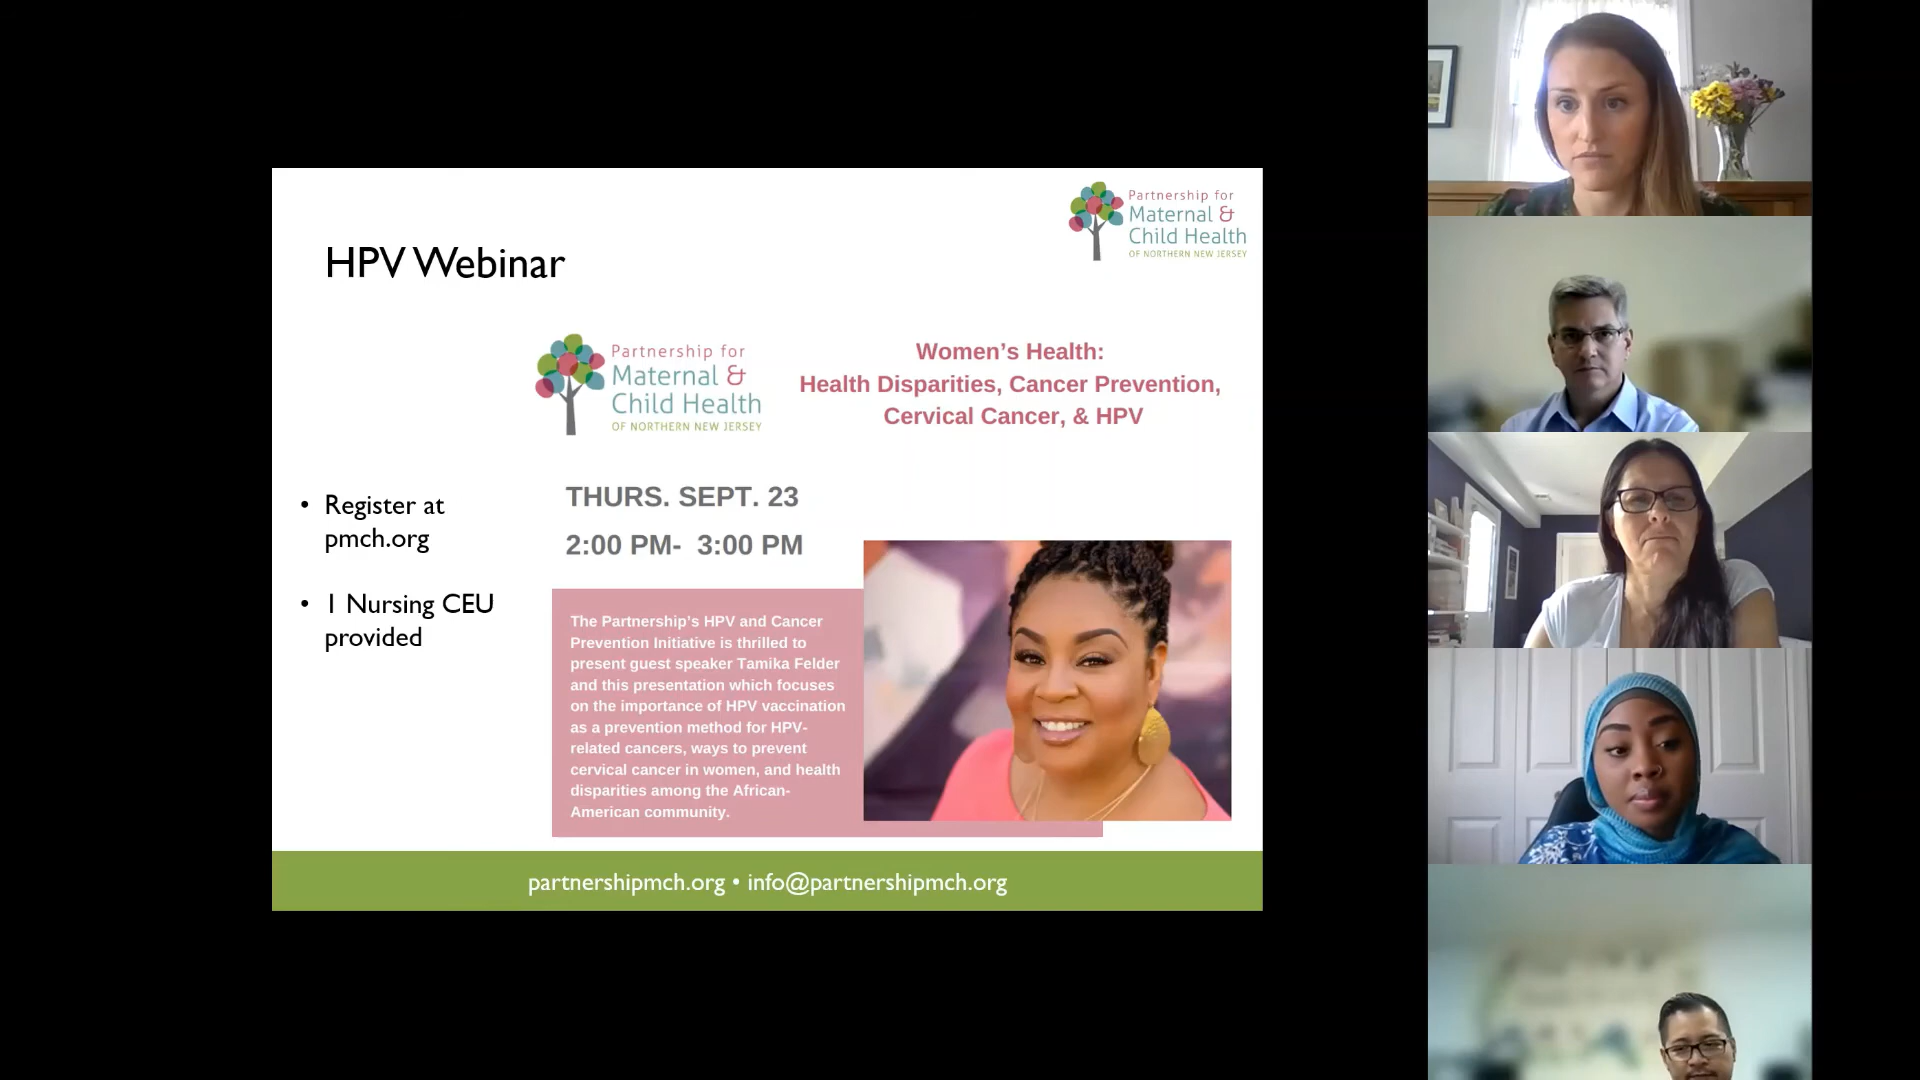 Partnership for
Maternal &
Child Health
OF NORTHERN NEW JERSEY
HPV Webinar
Partnership for
Maternal &
Child Health
OF NORTHERN NEW JERSEY
Women's Health:
Health Disparities, Cancer Prevention,
Cervical Cancer, & HPV
• Register at
pmch.org
• 1 Nursing CEU
provided
THURS. SEPT. 23
2:00 PM- 3:00 PM
The Partnership's HPV and Cancer
Prevention Initiative is thrilled to
present guest speaker Tamika Felder
and this presentation which focuses
on the importance of HPV vaccination
as a prevention method for HPV-
related cancers, ways to prevent
cervical cancer in women, and health
disparities among the African-
American community.
partnershipmch.org • info@partnershipmch.org